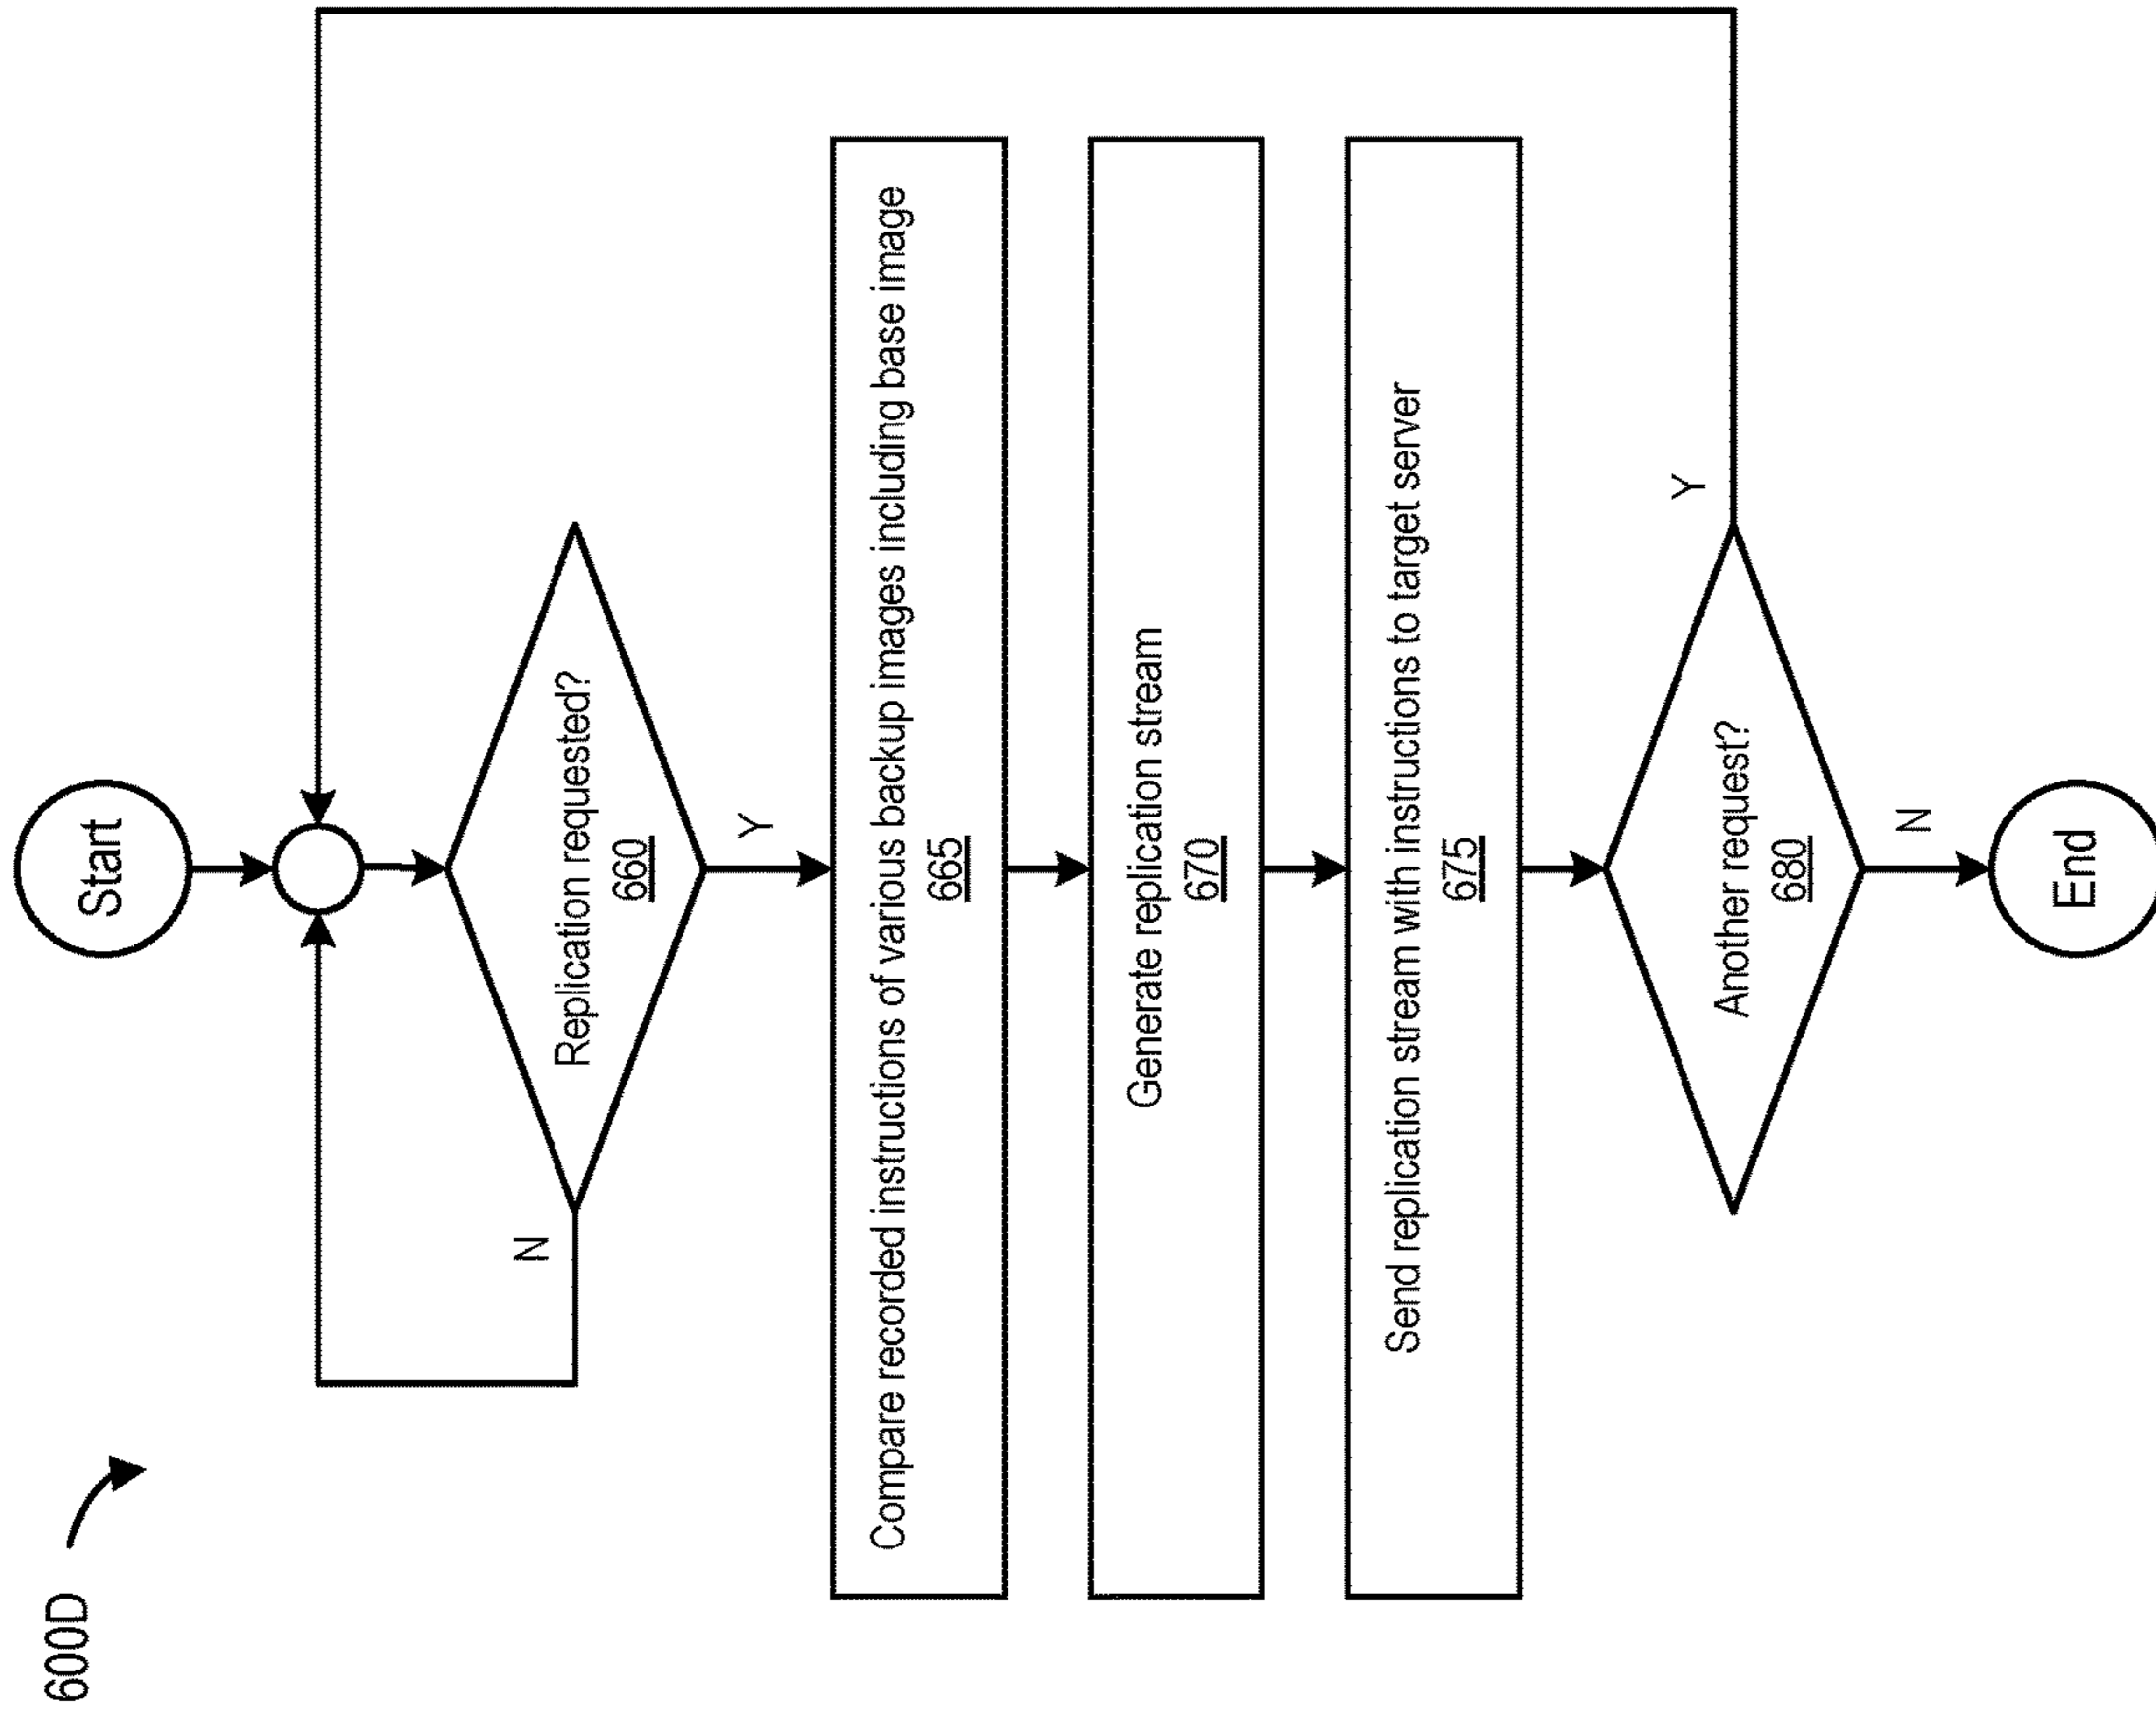 600D
Start
Replication requested?
660
N
Y
Compare recorded instructions of various backup images including base image
665
Generate replication stream
670
Send replication stream with instructions to target server
675
Another request?
680
Y
N
End